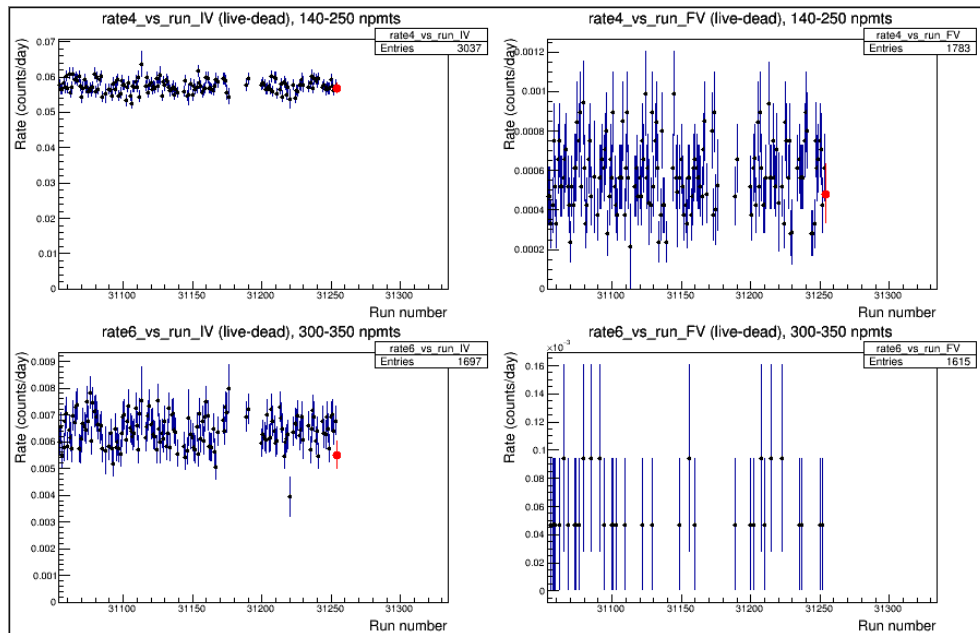 rate4_vs_run_IV (live-dead), 140-250 npmts
rate4_vs_run_IV
Entries 3037
Rate (counts/day)
0.07
0.06
0.05
0.04
0.03
0.02
0.01
0
31100 31150 31200 31250 31300
Run number
rate4_vs_run_FV (live-dead), 140-250 npmts
rate4_vs_run_FV
Entries 1783
Rate (counts/day)
0.0012
0.001
0.0008
0.0006
0.0004
0.0002
0
31100 31150 31200 31250 31300
Run number
rate6_vs_run_IV (live-dead), 300-350 npmts
rate6_vs_run_IV
Entries 1697
Rate (counts/day)
0.009
0.008
0.007
0.006
0.005
0.004
0.003
0.002
0.001
0
31100 31150 31200 31250 31300
Run number
rate6_vs_run_FV (live-dead), 300-350 npmts
rate6_vs_run_FV
Entries 1615
Rate (counts/day)
×10⁻³
0.16
0.14
0.12
0.1
0.08
0.06
0.04
0.02
0
31100 31150 31200 31250 31300
Run number